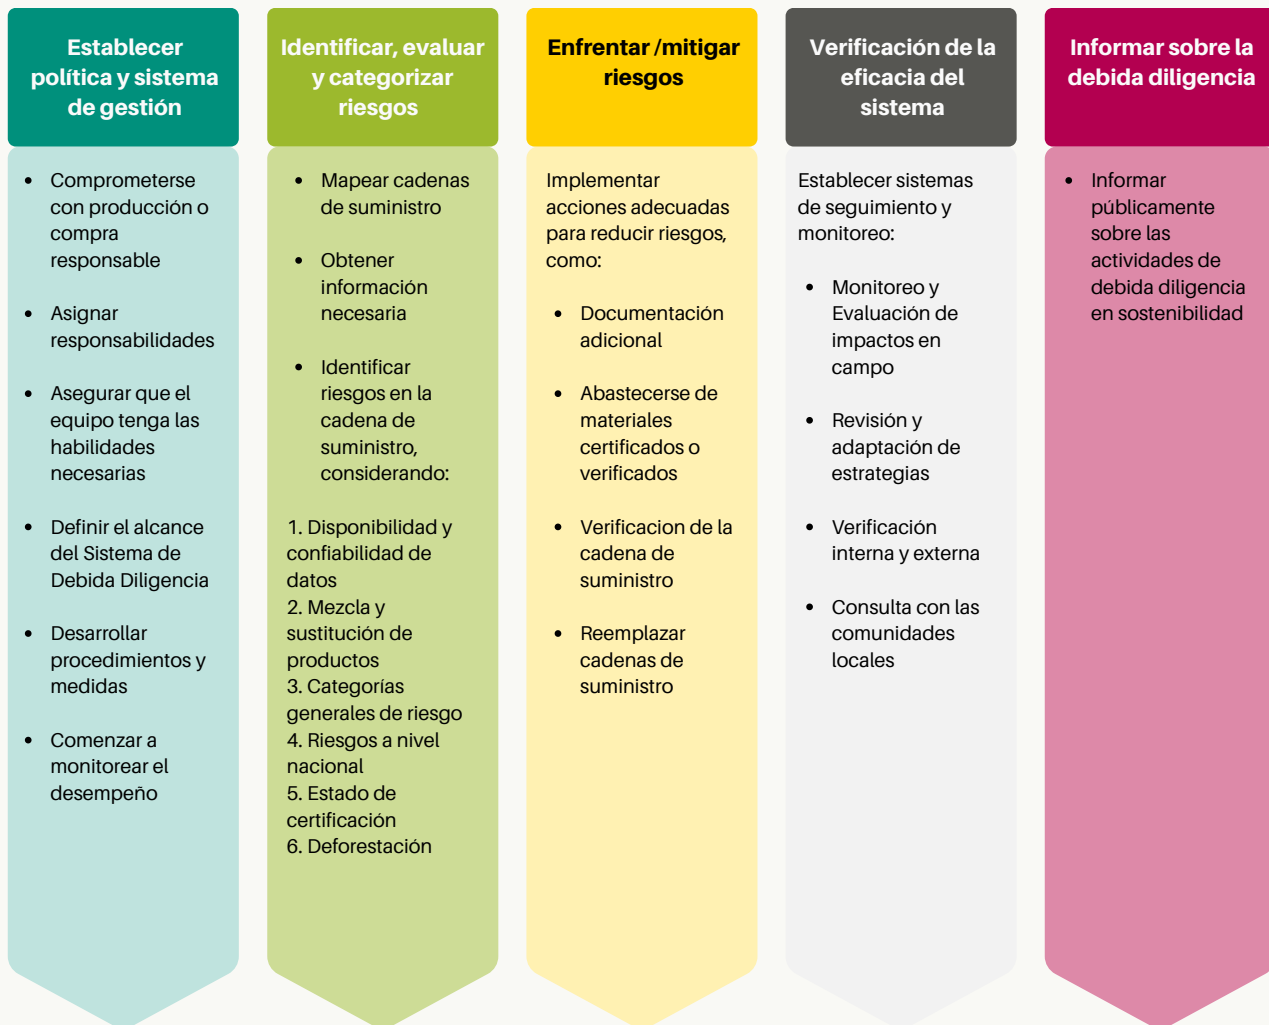 Establecer
política y sistema
de gestión
• Comprometerse
con producción o
compra
responsable
• Asignar
responsabilidades
• Asegurar que el
equipo tenga las
habilidades
necesarias
• Definir el alcance
del Sistema de
Debida Diligencia
• Desarrollar
procedimientos y
medidas
• Comenzar a
monitorear el
desempeño
Identificar, evaluar
y categorizar
riesgos
• Mapear cadenas
de suministro
• Obtener
información
necesaria
• Identificar
riesgos en la
cadena de
suministro,
considerando:
1. Disponibilidad y
confiabilidad de
datos
2. Mezcla y
sustitución de
productos
3. Categorías
generales de riesgo
4. Riesgos a nivel
nacional
5. Estado de
certificación
6. Deforestación
Enfrentar /mitigar
riesgos
Implementar
acciones adecuadas
para reducir riesgos,
como:
• Documentación
adicional
• Abastecerse de
materiales
certificados o
verificados
• Verificacion de la
cadena de
suministro
• Reemplazar
cadenas de
suministro
Verificación de la
eficacia del
sistema
Establecer sistemas
de seguimiento y
monitoreo:
• Monitoreo y
Evaluación de
impactos en
campo
• Revisión y
adaptación de
estrategias
• Verificación
interna y externa
• Consulta con las
comunidades
locales
Informar sobre la
debida diligencia
• Informar
públicamente
sobre las
actividades de
debida diligencia
en sostenibilidad